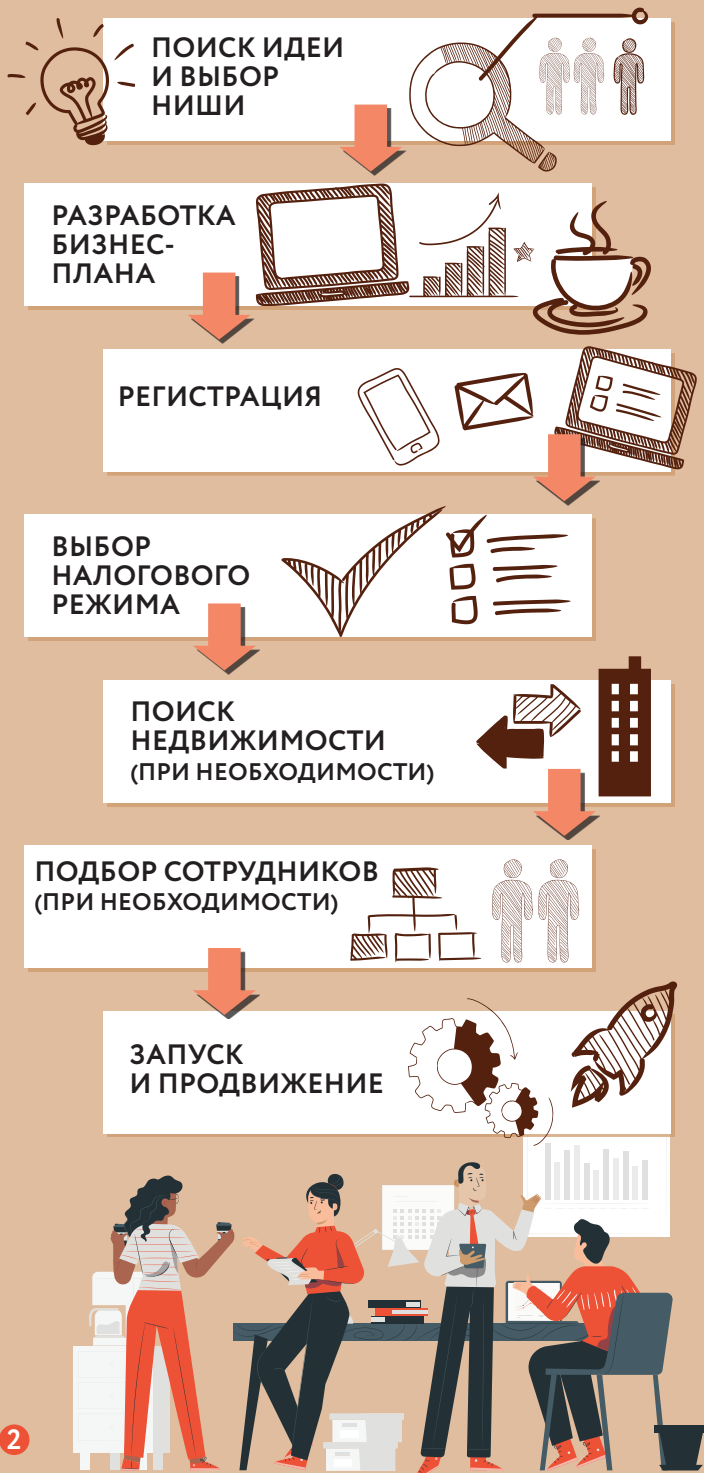 ПОИСК ИДЕИ
И ВЫБОР
НИШИ
РАЗРАБОТКА
БИЗНЕС-
ПЛАНА
РЕГИСТРАЦИЯ
ВЫБОР
НАЛОГОВОГО
РЕЖИМА
ПОИСК
НЕДВИЖИМОСТИ
(ПРИ НЕОБХОДИМОСТИ)
ПОДБОР СОТРУДНИКОВ
(ПРИ НЕОБХОДИМОСТИ)
ЗАПУСК
И ПРОДВИЖЕНИЕ
2